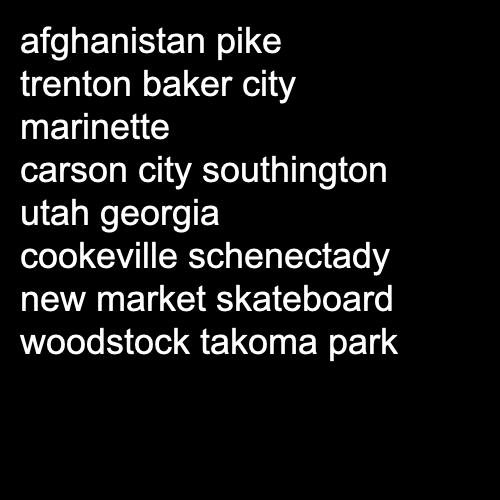 afghanistan pike
trenton baker city
marinette
carson city southington
utah georgia
cookeville schenectady
new market skateboard
woodstock takoma park